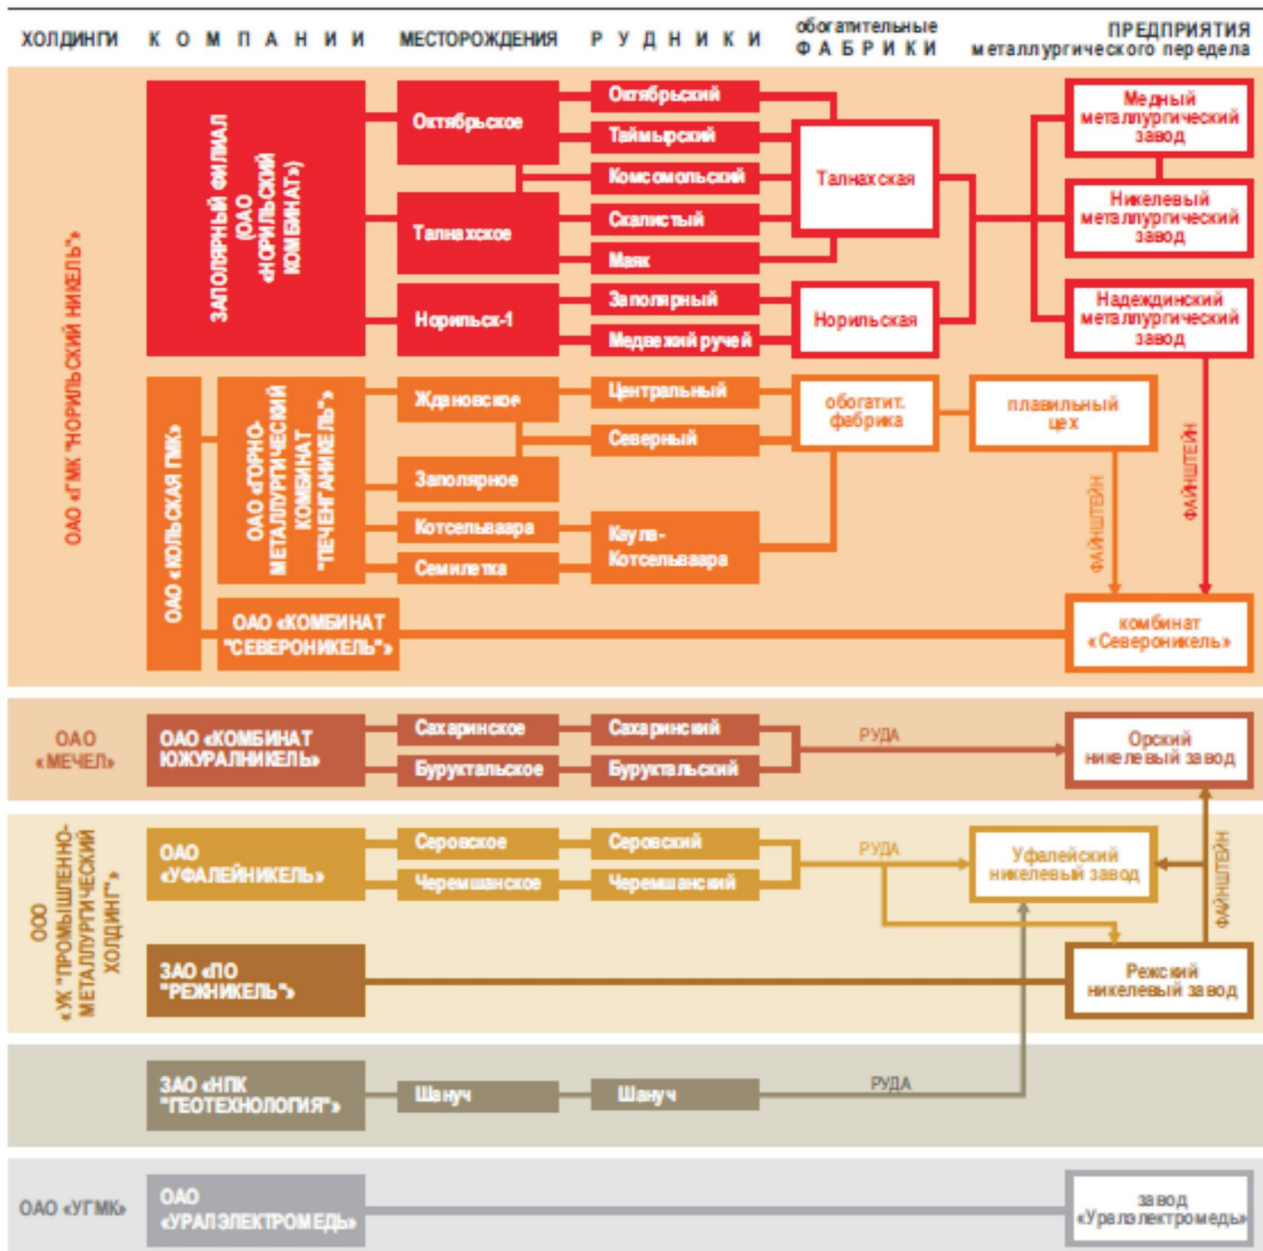 ХОЛДИНГИ
КОМПАНИИ
МЕСТОРОЖДЕНИЯ
РУДНИКИ
обогатительные
ФАБРИКИ
ПРЕДПРИЯТИЯ
металлургического передела
ОАО «ГМК "НОРИЛЬСКИЙ НИКЕЛЬ"»
ЗАПОЛЯРНЫЙ ФИЛИАЛ
(ОАО
«НОРИЛЬСКИЙ
КОМБИНАТ»)
Октябрьское
Талнахское
Норильск-1
Октябрьский
Таймырский
Комсомольский
Скалистый
Маяк
Заполярный
Медвежий ручей
Талнахская
Норильская
Медный
металлургический
завод
Никелевый
металлургический
завод
Надеждинский
металлургический
завод
ОАО «КОЛЬСКАЯ ГМК»
ОАО «ГОРНО-
МЕТАЛЛУРГИЧЕСКИЙ
КОМБИНАТ
"ПЕЧЕНГАНИКЕЛЬ"»
Ждановское
Заполярное
Котсельваара
Семилетка
Центральный
Северный
Каула-
Котсельваара
обогатит.
фабрика
плавильный
цех
ФАЙНШТЕЙН
ФАЙНШТЕЙН
ОАО «КОМБИНАТ
"СЕВЕРОНИКЕЛЬ"»
комбинат
«Североникель»
ОАО
«МЕЧЕЛ»
ОАО «КОМБИНАТ
ЮЖУРАЛНИКЕЛЬ»
Сахаринское
Буруктальское
Сахаринский
Буруктальский
РУДА
Орский
никелевый завод
ООО
«УК "ПРОМЫШЛЕННО-
МЕТАЛЛУРГИЧЕСКИЙ
ХОЛДИНГ"»
ОАО
«УФАЛЕЙНИКЕЛЬ»
Серовское
Черемшанское
Серовский
Черемшанский
РУДА
Уфалейский
никелевый завод
ФАЙНШТЕЙН
ЗАО «ПО
"РЕЖНИКЕЛЬ"»
Режский
никелевый завод
ЗАО «НПК
"ГЕОТЕХНОЛОГИЯ"»
Шануч
Шануч
РУДА
ОАО «УГМК»
ОАО
«УРАЛЭЛЕКТРОМЕДЬ»
завод
«Уралэлектромедь»